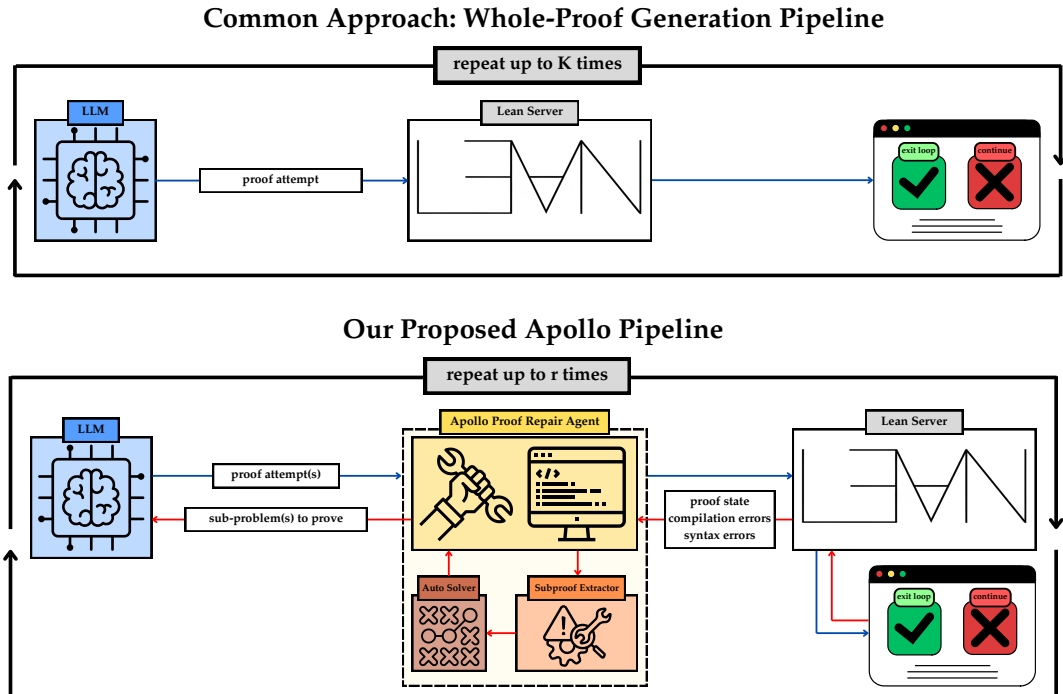 Common Approach: Whole-Proof Generation Pipeline
repeat up to K times
LLM
Lean Server
proof attempt
LEAN
exit loop
continue
Our Proposed Apollo Pipeline
repeat up to r times
LLM
Apollo Proof Repair Agent
Lean Server
proof attempt(s)
sub-problem(s) to prove
</>
proof state
compilation errors
syntax errors
LEAN
Auto Solver
Subproof Extractor
exit loop
continue